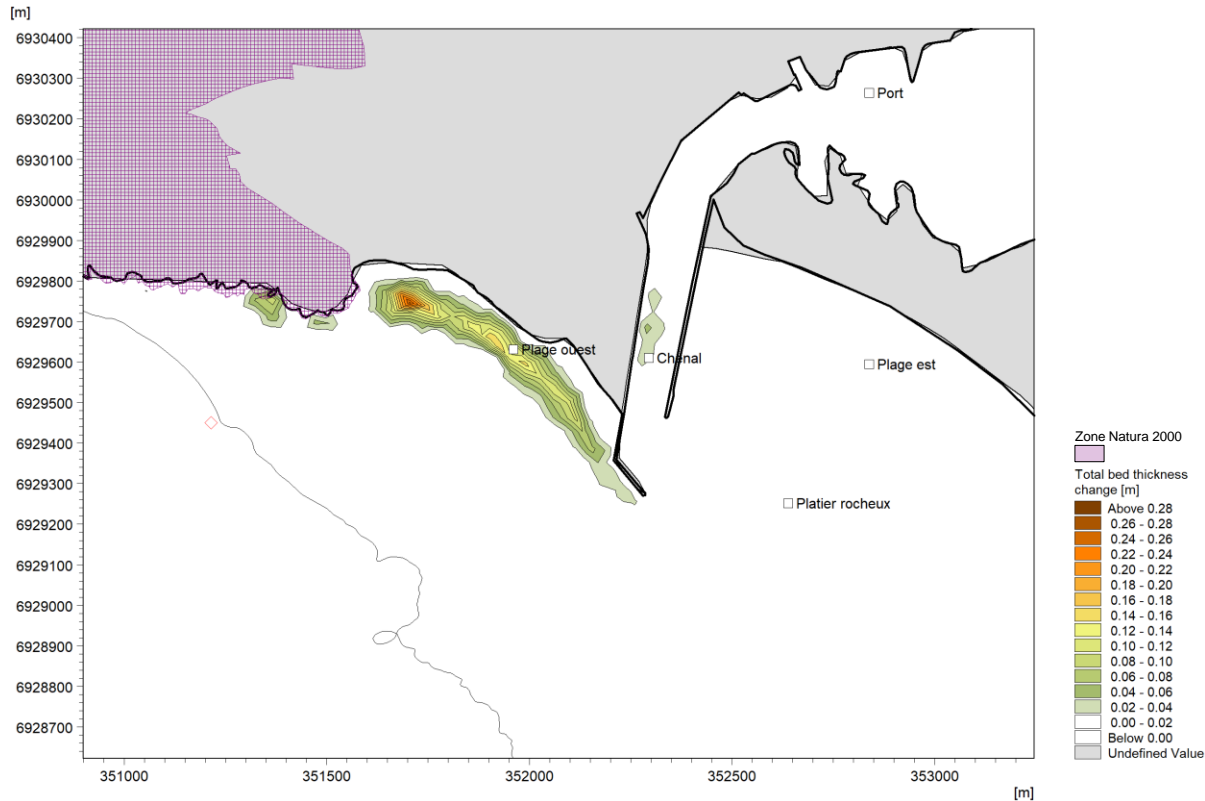 [m]
6930400
6930300
6930200
6930100
6930000
6929900
6929800
6929700
6929600
6929500
6929400
6929300
6929200
6929100
6929000
6928900
6928800
6928700
Port
Plage ouest
Chenal
Plage est
Platier rocheux
351000
351500
352000
352500
353000
[m]
Zone Natura 2000
Total bed thickness
change [m]
Above 0.28
0.26 - 0.28
0.24 - 0.26
0.22 - 0.24
0.20 - 0.22
0.18 - 0.20
0.16 - 0.18
0.14 - 0.16
0.12 - 0.14
0.10 - 0.12
0.08 - 0.10
0.06 - 0.08
0.04 - 0.06
0.02 - 0.04
0.00 - 0.02
Below 0.00
Undefined Value